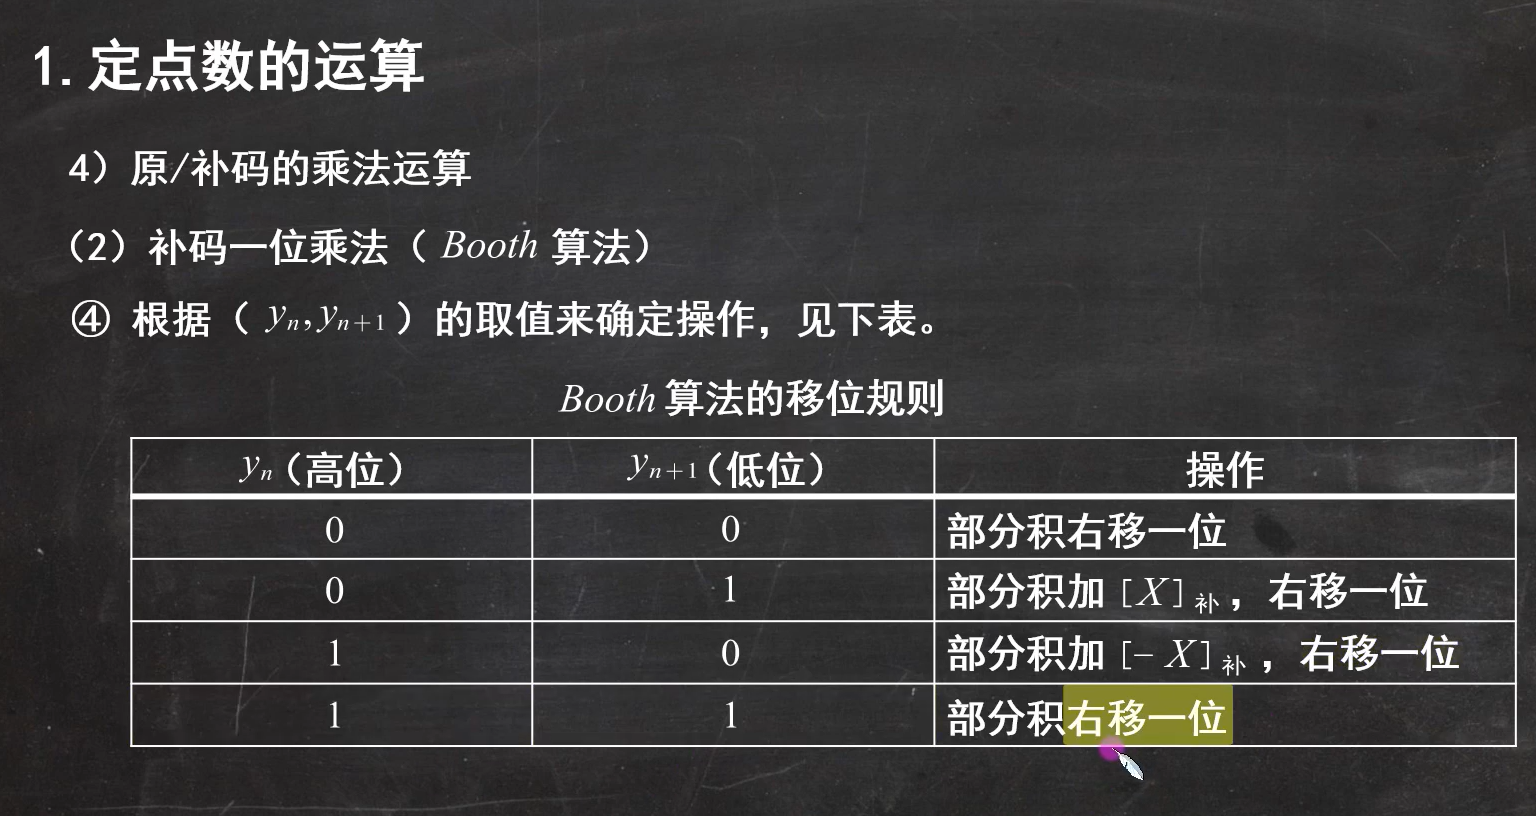 1. 定点数的运算
4）原/补码的乘法运算
（2）补码一位乘法（ Booth 算法）
④ 根据（ yₙ,yₙ₊₁ ）的取值来确定操作，见下表。
Booth 算法的移位规则
yₙ（高位） yₙ₊₁（低位） 操作
0 0 部分积右移一位
0 1 部分积加 [X]补 ，右移一位
1 0 部分积加 [- X]补 ，右移一位
1 1 部分积右移一位